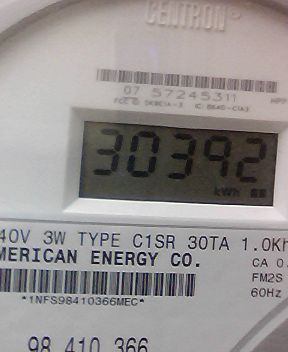 CENTRON®
07 57245311
30392
kWh
40V 3W TYPE C1SR 30TA 1.0Kh
MERICAN ENERGY CO.
CA 0.
FM2S
60Hz
*1NFS98410366MEC*
98 410 366